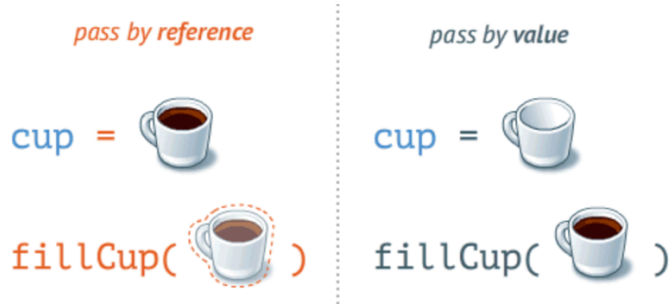 pass by reference
cup =
fillCup( )
pass by value
cup =
fillCup( )